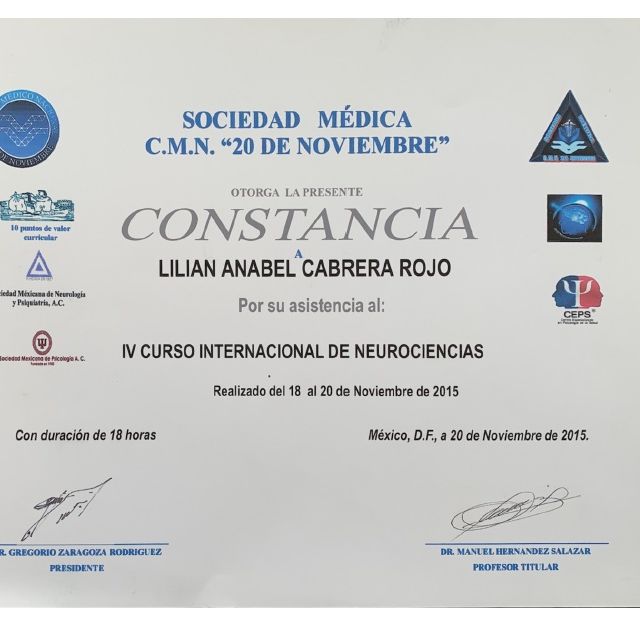 SOCIEDAD MÉDICA
C.M.N. “20 DE NOVIEMBRE”
OTORGA LA PRESENTE
CONSTANCIA
A
LILIAN ANABEL CABRERA ROJO
Por su asistencia al:
IV CURSO INTERNACIONAL DE NEUROCIENCIAS
Realizado del 18 al 20 de Noviembre de 2015
Con duración de 18 horas
México, D.F., a 20 de Noviembre de 2015.
10 puntos de valor
curricular
iedad Méxicana de Neurología
y Psiquiatría, A.C.
Sociedad Mexicana de Psicología A. C.
CEPS
R. GREGORIO ZARAGOZA RODRIGUEZ
PRESIDENTE
DR. MANUEL HERNANDEZ SALAZAR
PROFESOR TITULAR